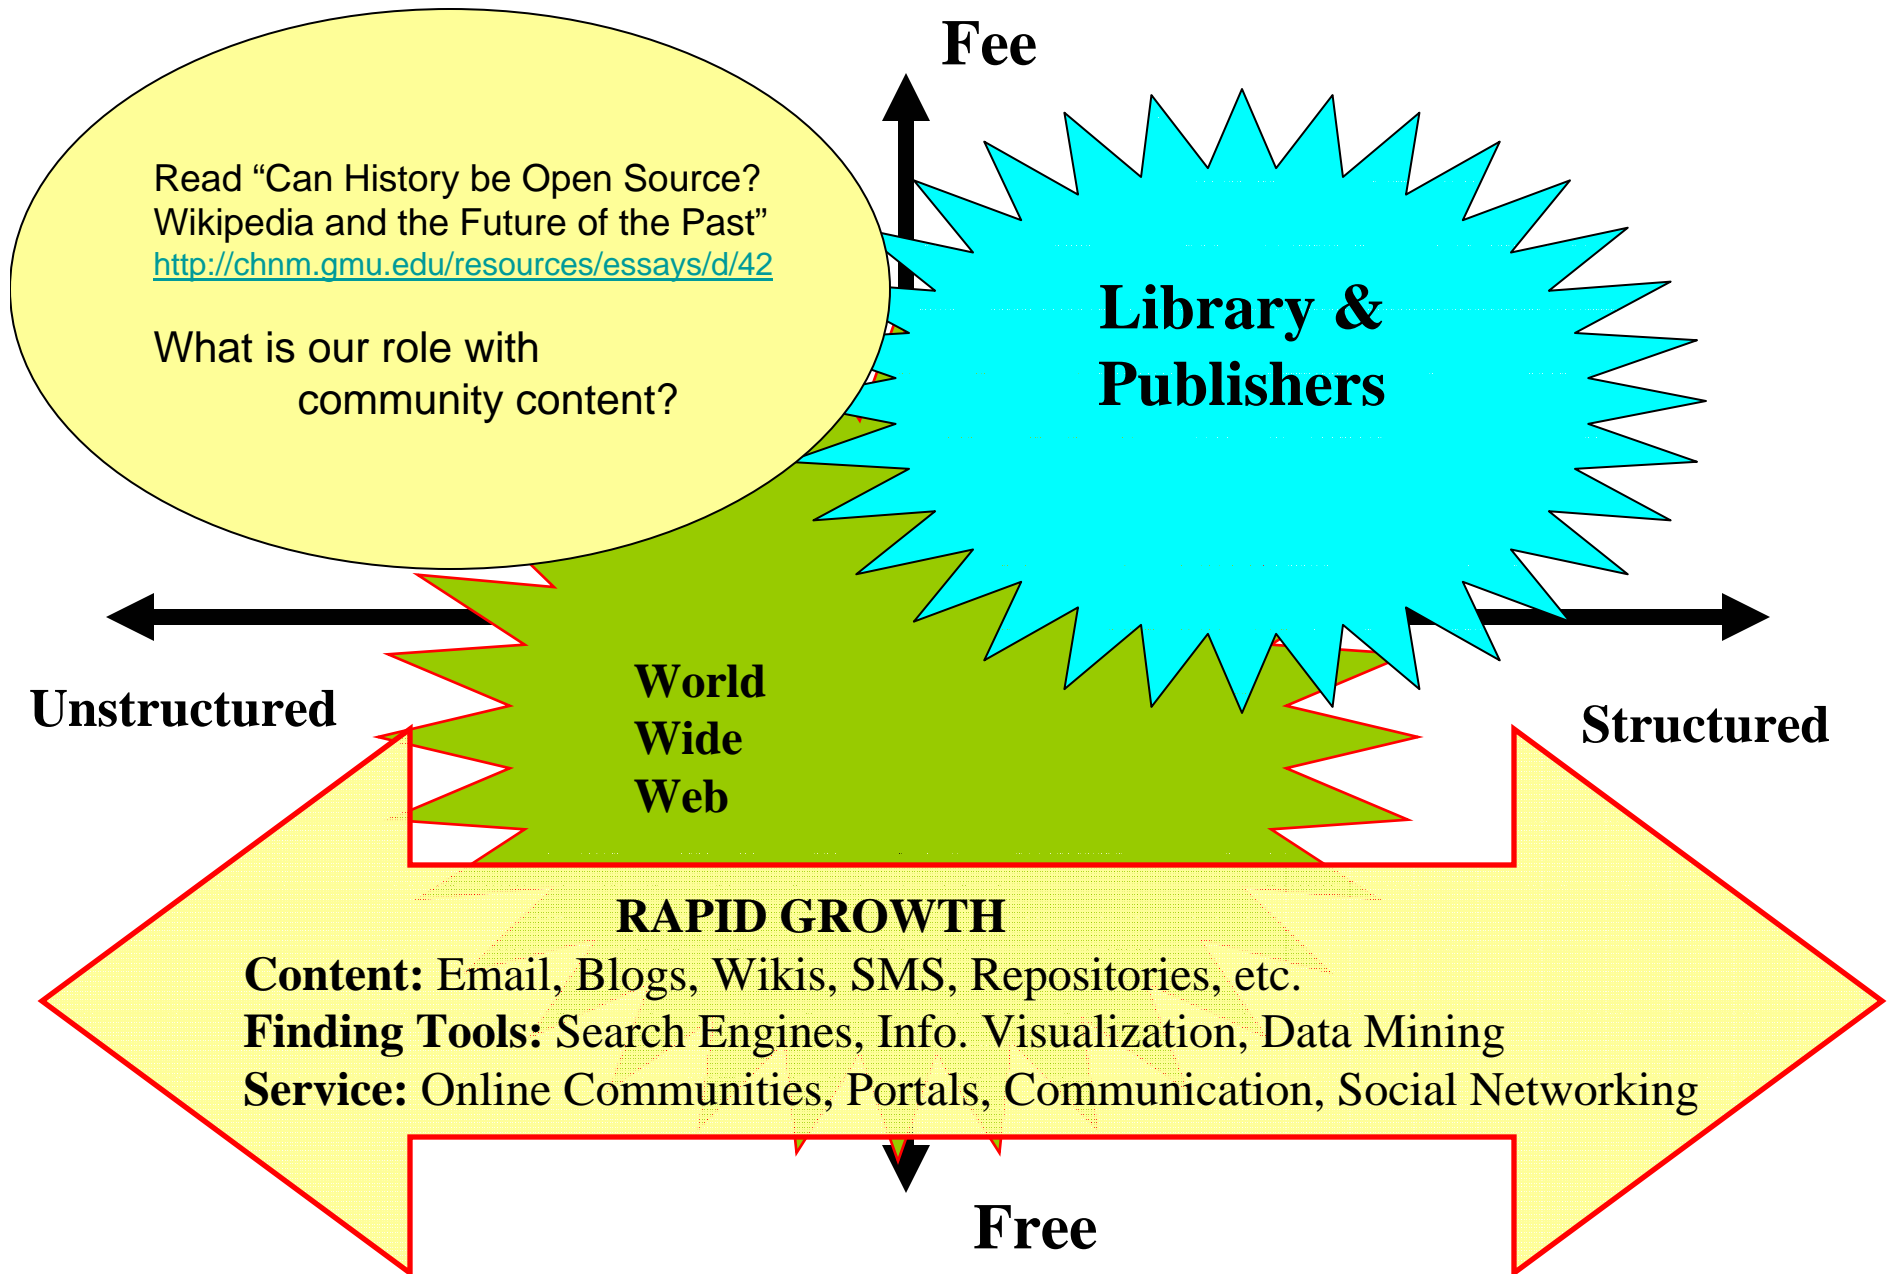 Fee
Read “Can History be Open Source?
Wikipedia and the Future of the Past”
http://chnm.gmu.edu/resources/essays/d/42
What is our role with
community content?
Library &
Publishers
Unstructured
Structured
World
Wide
Web
RAPID GROWTH
Content: Email, Blogs, Wikis, SMS, Repositories, etc.
Finding Tools: Search Engines, Info. Visualization, Data Mining
Service: Online Communities, Portals, Communication, Social Networking
Free